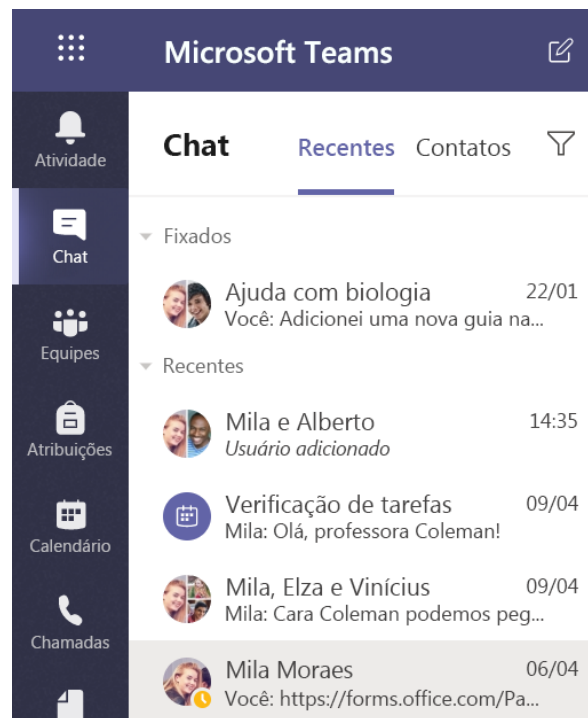 Microsoft Teams
Atividade
Chat
Equipes
Atribuições
Calendário
Chamadas
Chat Recentes Contatos
Fixados
Ajuda com biologia 22/01
Você: Adicionei uma nova guia na...
Recentes
Mila e Alberto 14:35
Usuário adicionado
Verificação de tarefas 09/04
Mila: Olá, professora Coleman!
Mila, Elza e Vinícius 09/04
Mila: Cara Coleman podemos peg...
Mila Moraes 06/04
Você: https://forms.office.com/Pa...